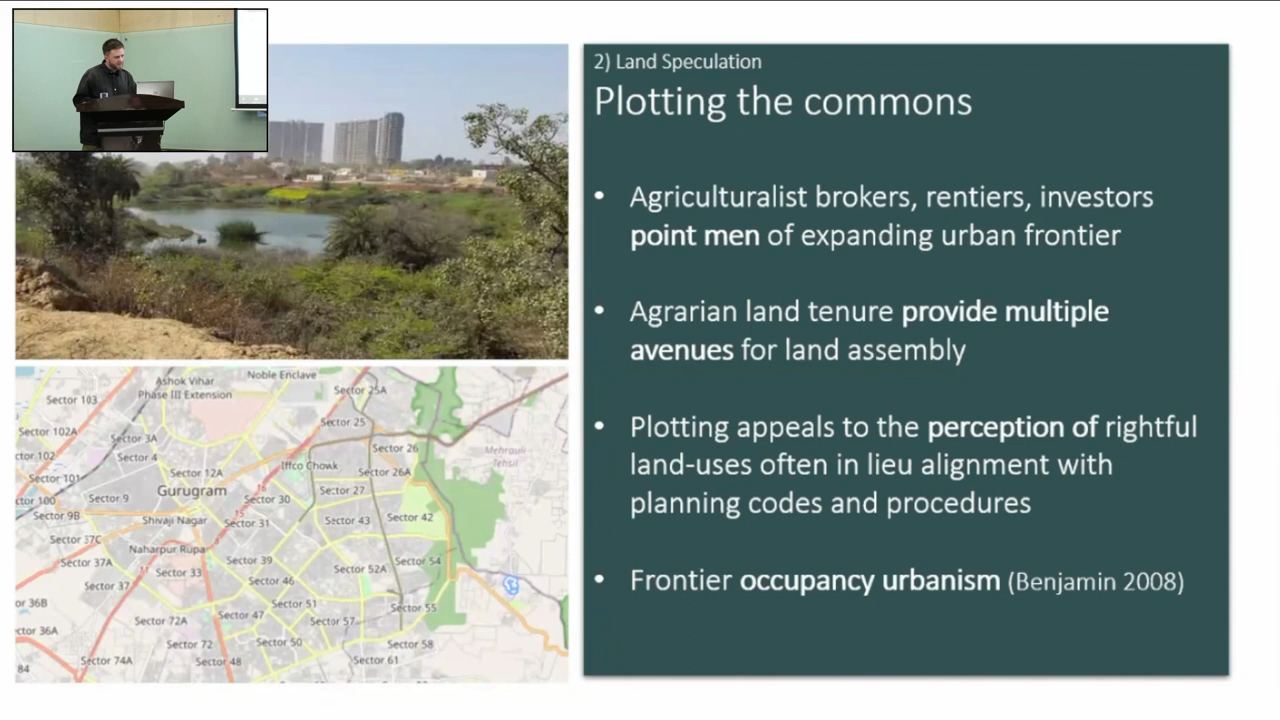 2) Land Speculation
Plotting the commons
• Agriculturalist brokers, rentiers, investors
point men of expanding urban frontier
• Agrarian land tenure provide multiple
avenues for land assembly
• Plotting appeals to the perception of rightful
land-uses often in lieu alignment with
planning codes and procedures
• Frontier occupancy urbanism (Benjamin 2008)
Noble Enclave
Ashok Vihar
Phase III Extension
Sector 25A
Sector 103
Sector 25
Sector 102A
Sector 3A
Sector 26
Mehrauli
Tehsil
ctor 102
Sector 4
Iffco Chowk
Sector 26A
Sector 101
Sector 12A
Gurugram
Sector 27
ctor 100
Sector 9
Sector 30
Sector 9B
Shivaji Nagar
Sector 31
Sector 43
Sector 42
Sector 37C
Naharpur Rupa
Sector 37A
Sector 39
Sector 54
Sector 33
Sector 52A
Sector 37
Sector 46
or 36B
Sector 51
Sector 55
Sector 47
Sector 57
Sector 72A
or 36A
Sector 72
Sector 50
Sector 58
84
Sector 74A
Sector 48
Sector 61